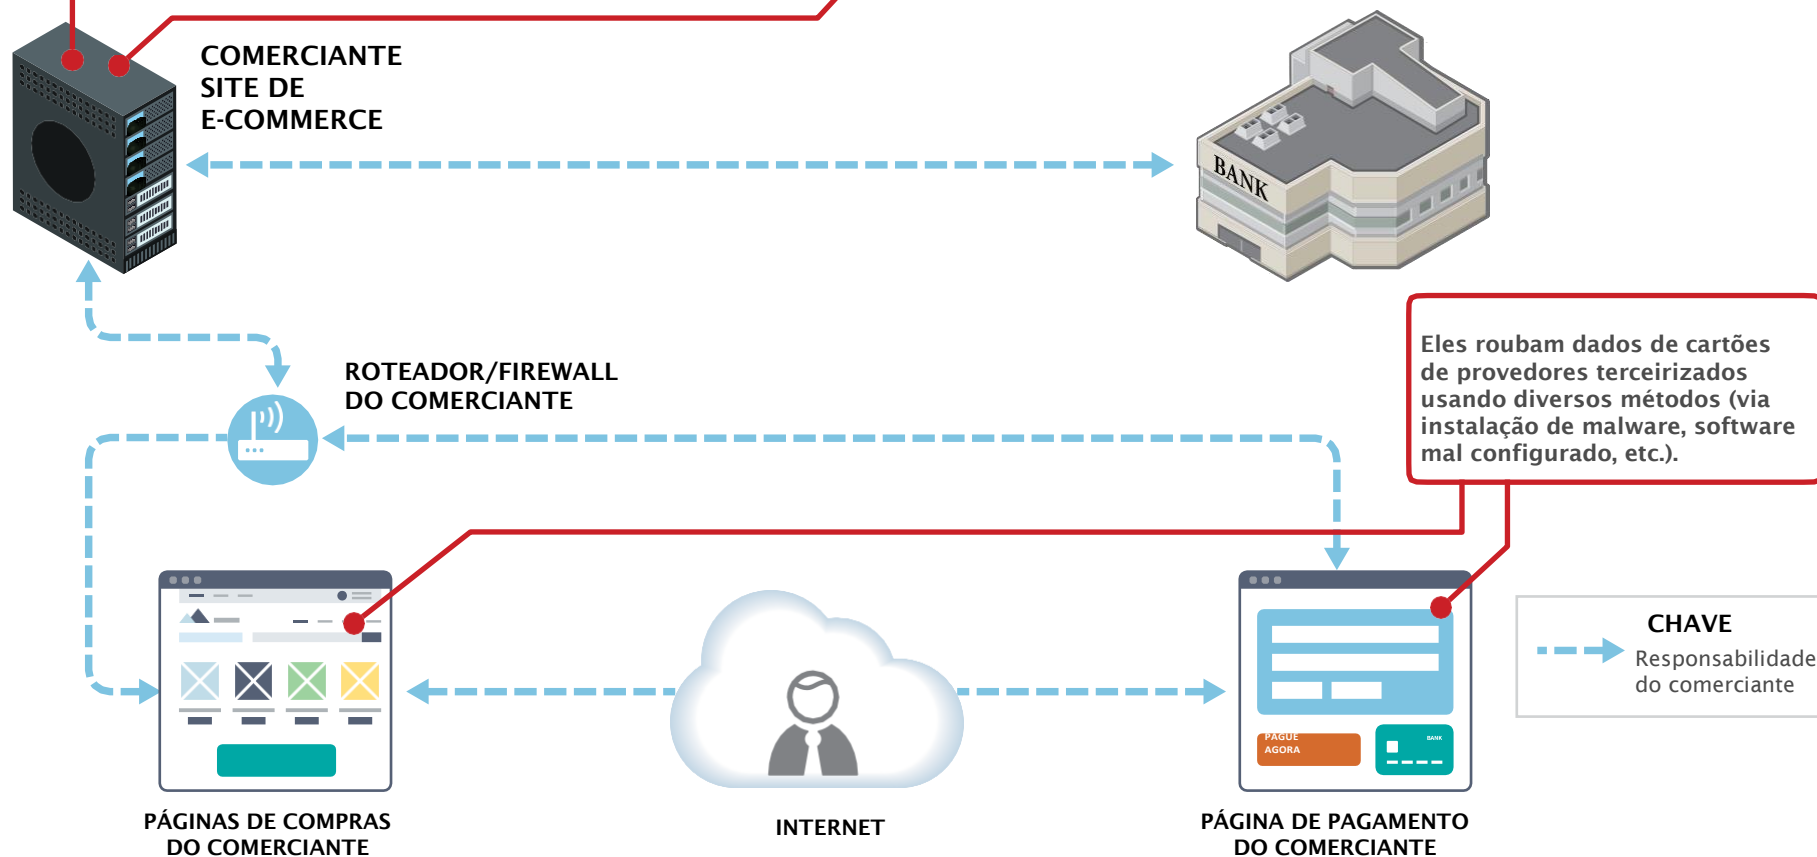 COMERCIANTE
SITE DE
E-COMMERCE
BANK
Eles roubam dados de cartões
de provedores terceirizados
usando diversos métodos (via
instalação de malware, software
mal configurado, etc.).
ROTEADOR/FIREWALL
DO COMERCIANTE
CHAVE
Responsabilidade
do comerciante
PAGUE
AGORA
BANK
PÁGINAS DE COMPRAS
DO COMERCIANTE
INTERNET
PÁGINA DE PAGAMENTO
DO COMERCIANTE